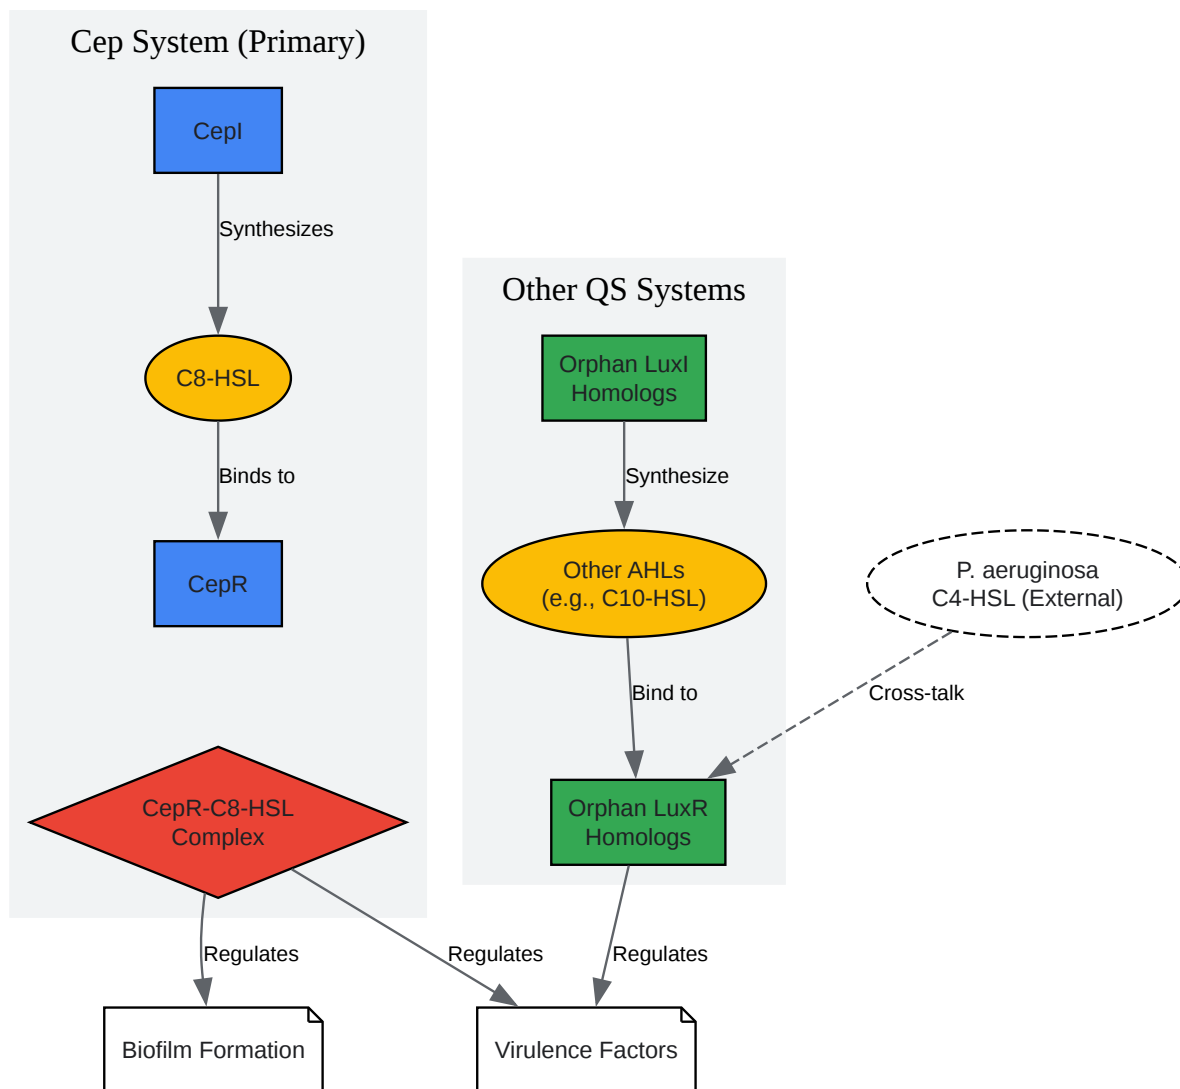 Cep System (Primary)
CepI
Synthesizes
C8-HSL
Binds to
CepR
CepR-C8-HSL
Complex
Regulates
Regulates
Biofilm Formation
Other QS Systems
Orphan LuxI
Homologs
Synthesize
Other AHLs
(e.g., C10-HSL)
Bind to
Orphan LuxR
Homologs
Regulates
Virulence Factors
P. aeruginosa
C4-HSL (External)
Cross-talk